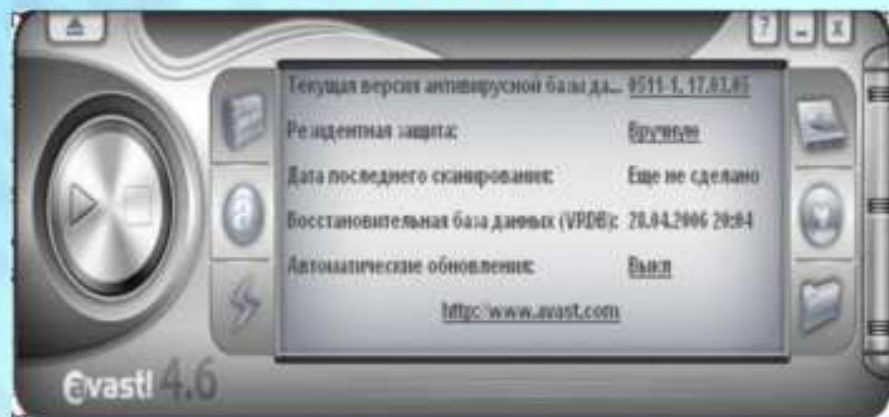 ?
x
Текущая версия антивирусной базы да... 0511-1, 17.03.05
Резидентная защита: Вручную
Дата последнего сканирования: Еще не сделано
Восстановительная база данных (VRDB): 28.04.2006 20:04
Автоматические обновления: Выкл
http://www.avast.com
avast! 4.6